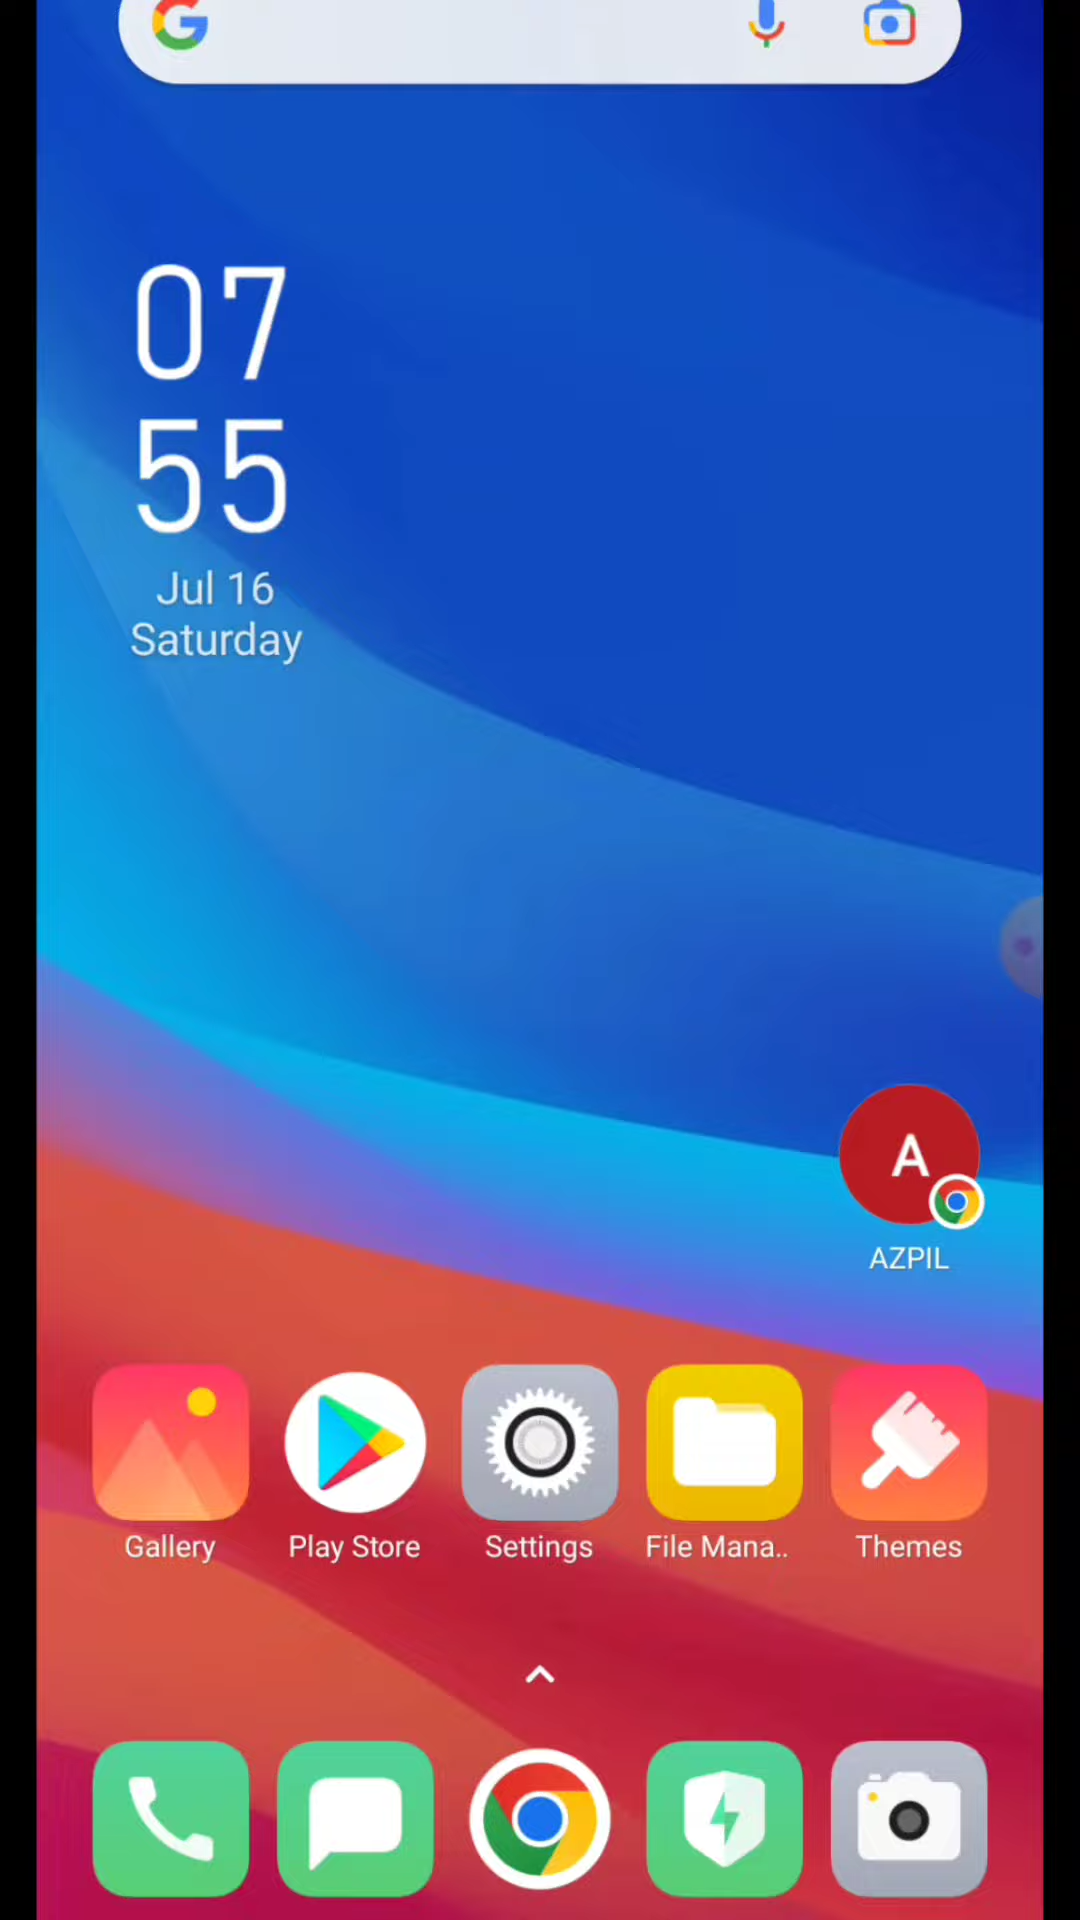 07
55
Jul 16
Saturday
A
AZPIL
Gallery
Play Store
Settings
File Mana..
Themes